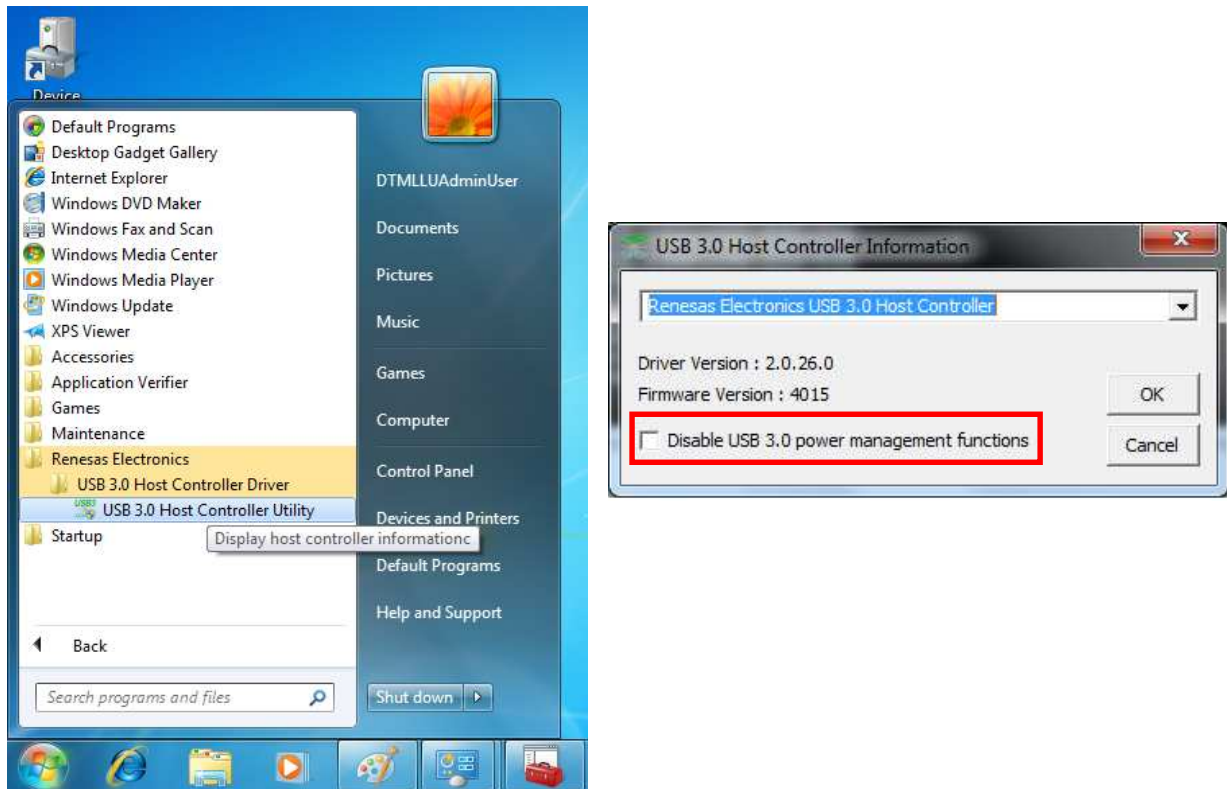 Device
Default Programs
Desktop Gadget Gallery
Internet Explorer
Windows DVD Maker
Windows Fax and Scan
Windows Media Center
Windows Media Player
Windows Update
XPS Viewer
Accessories
Application Verifier
Games
Maintenance
Renesas Electronics
USB 3.0 Host Controller Driver
USB3
USB 3.0 Host Controller Utility
Startup
Display host controller informationc
Back
Search programs and files
DTMLLUAdminUser
Documents
Pictures
Music
Games
Computer
Control Panel
Devices and Printers
Default Programs
Help and Support
Shut down
USB 3.0 Host Controller Information
Renesas Electronics USB 3.0 Host Controller
Driver Version : 2.0.26.0
Firmware Version : 4015
OK
Disable USB 3.0 power management functions
Cancel